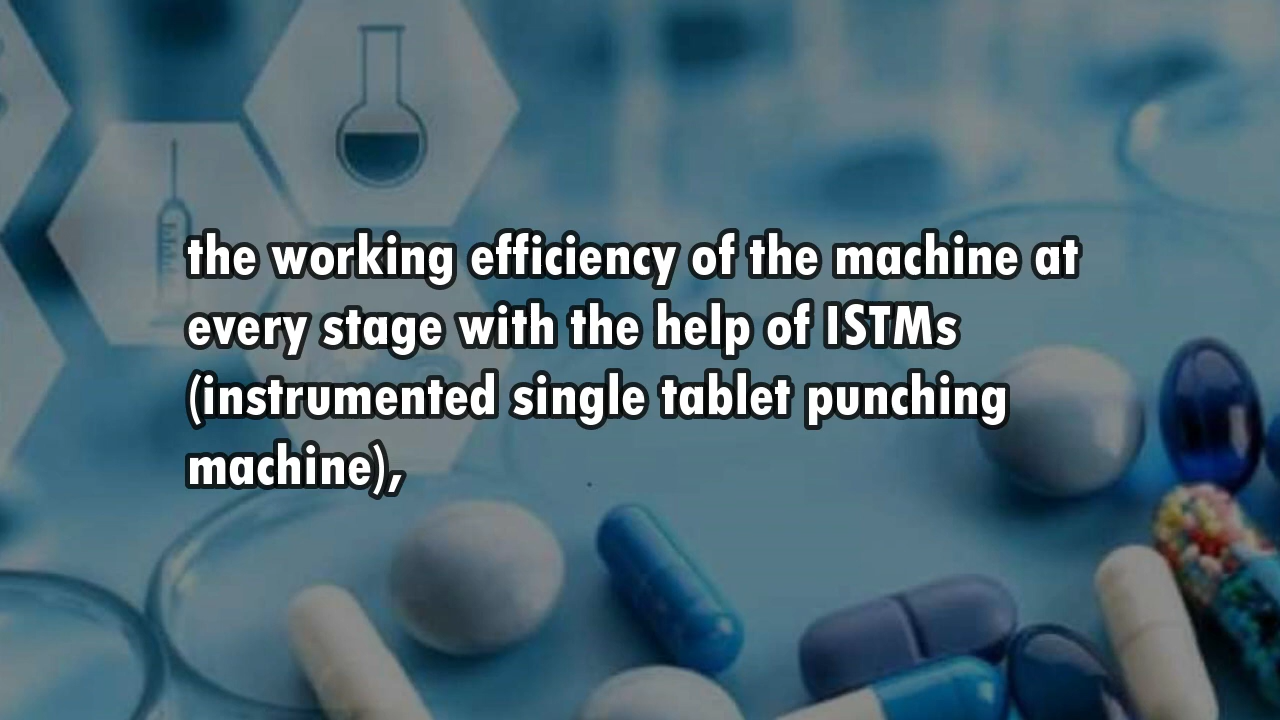 the working efficiency of the machine at
every stage with the help of ISTMs
(instrumented single tablet punching
machine),